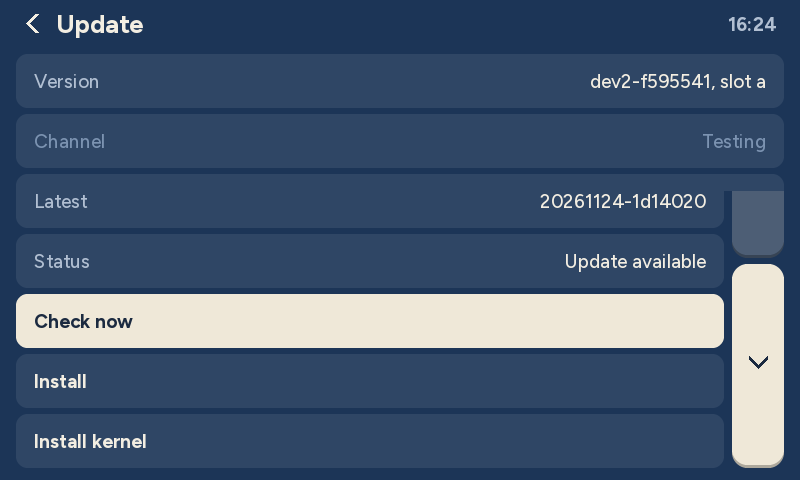 Update
16:24
Version
dev2-f595541, slot a
Channel
Testing
Latest
20261124-1d14020
Status
Update available
Check now
Install
Install kernel